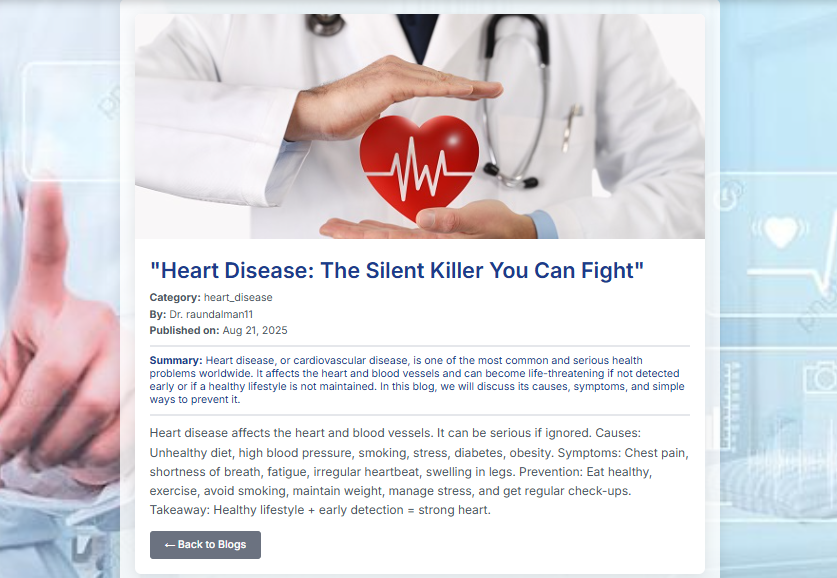 "Heart Disease: The Silent Killer You Can Fight"
Category: heart_disease
By: Dr. raundalman11
Published on: Aug 21, 2025
Summary: Heart disease, or cardiovascular disease, is one of the most common and serious health
problems worldwide. It affects the heart and blood vessels and can become life-threatening if not detected
early or if a healthy lifestyle is not maintained. In this blog, we will discuss its causes, symptoms, and simple
ways to prevent it.
Heart disease affects the heart and blood vessels. It can be serious if ignored. Causes:
Unhealthy diet, high blood pressure, smoking, stress, diabetes, obesity. Symptoms: Chest pain,
shortness of breath, fatigue, irregular heartbeat, swelling in legs. Prevention: Eat healthy,
exercise, avoid smoking, maintain weight, manage stress, and get regular check-ups.
Takeaway: Healthy lifestyle + early detection = strong heart.
← Back to Blogs